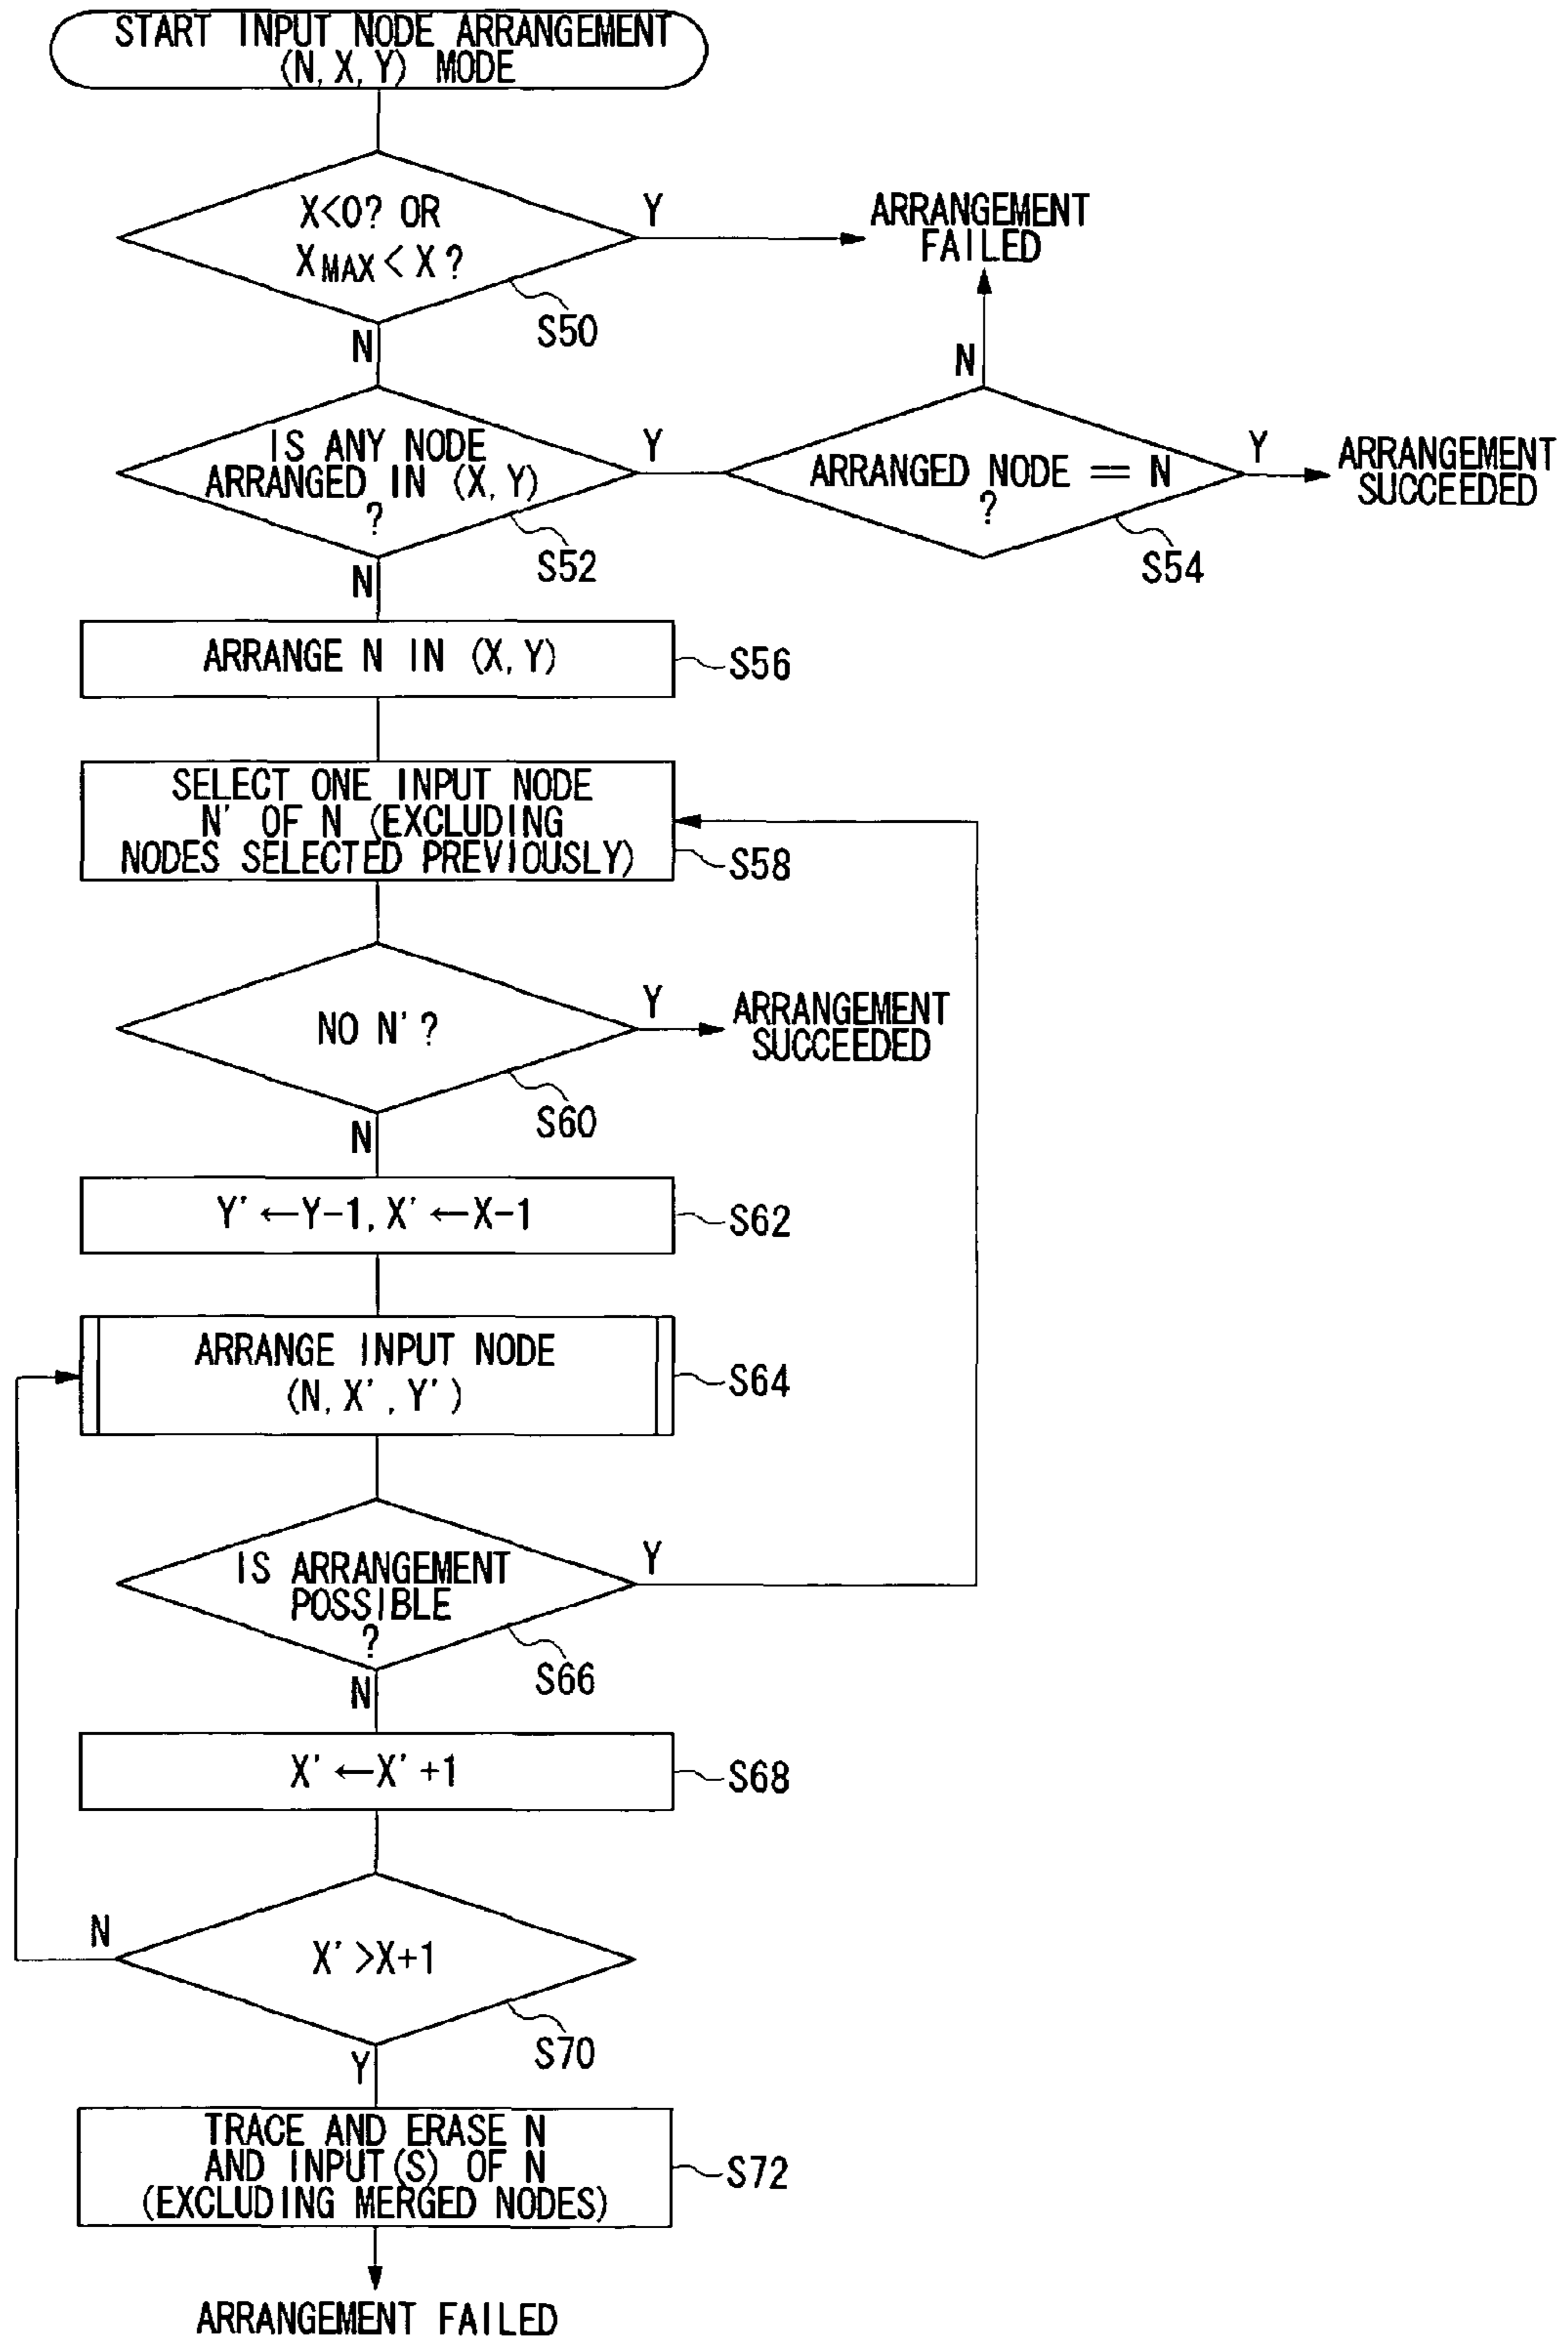 START INPUT NODE ARRANGEMENT
(N, X, Y) MODE
X<0? OR
XMAX < X ?
Y
N
S50
ARRANGEMENT
FAILED
IS ANY NODE
ARRANGED IN (X, Y)
?
Y
N
S52
N
ARRANGED NODE == N
?
Y
S54
ARRANGEMENT
SUCCEEDED
ARRANGE N IN (X, Y)
S56
SELECT ONE INPUT NODE
N' OF N (EXCLUDING
NODES SELECTED PREVIOUSLY)
S58
NO N' ?
Y
N
S60
ARRANGEMENT
SUCCEEDED
Y' ←Y−1, X' ←X−1
S62
ARRANGE INPUT NODE
(N, X' , Y' )
S64
IS ARRANGEMENT
POSSIBLE
?
Y
N
S66
X' ←X' +1
S68
X' >X+1
N
Y
S70
TRACE AND ERASE N
AND INPUT(S) OF N
(EXCLUDING MERGED NODES)
S72
ARRANGEMENT FAILED